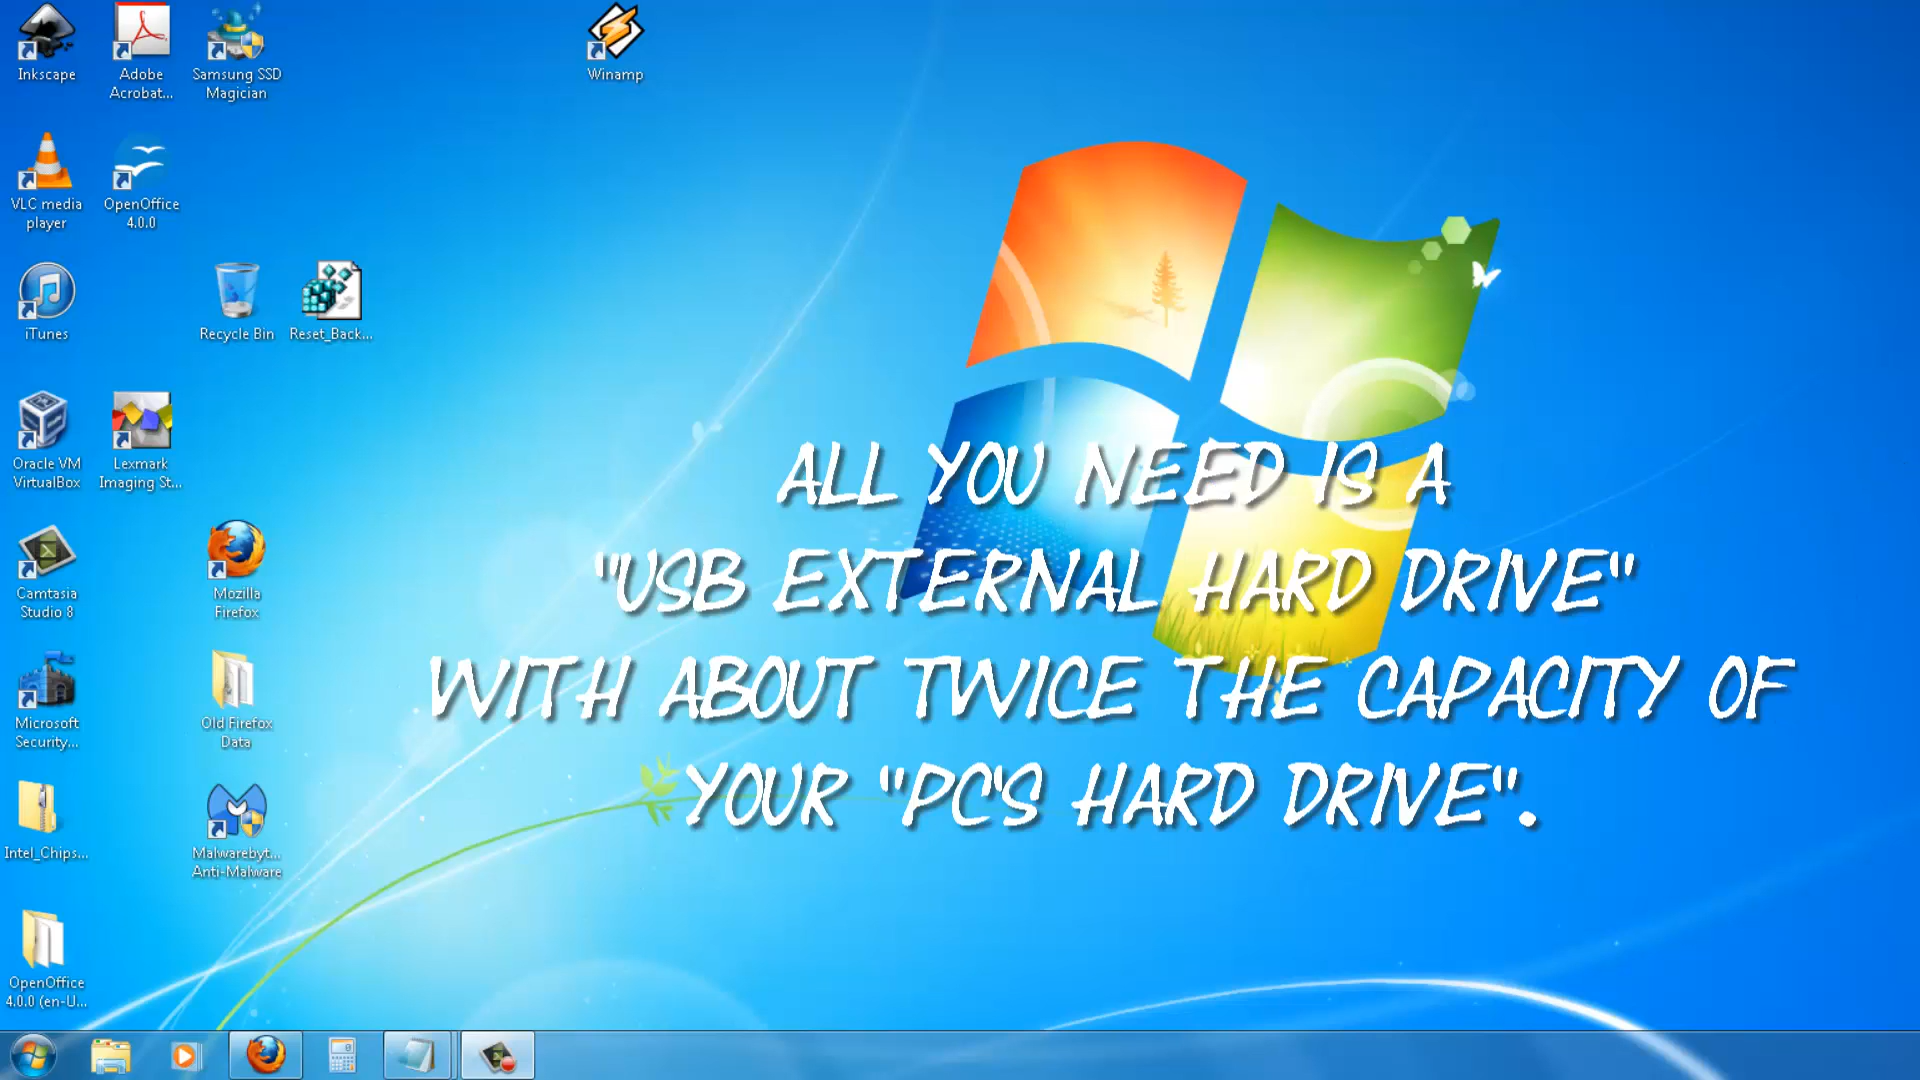 Inkscape
Adobe
Acrobat...
Samsung SSD
Magician
Winamp
VLC media
player
OpenOffice
4.0.0
iTunes
Recycle Bin
Reset_Back...
Oracle VM
VirtualBox
Lexmark
Imaging St...
Camtasia
Studio 8
Mozilla
Firefox
Microsoft
Security...
Old Firefox
Data
Intel_Chips...
Malwarebyt...
Anti-Malware
OpenOffice
4.0.0 (en-U...
ALL YOU NEED IS A
"USB EXTERNAL HARD DRIVE"
WITH ABOUT TWICE THE CAPACITY OF
YOUR "PC'S HARD DRIVE".